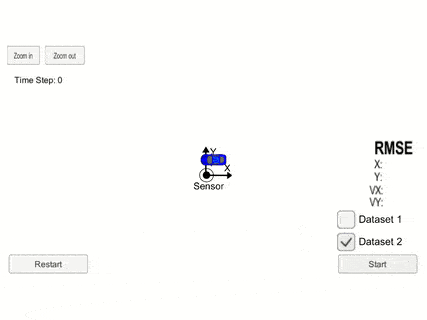 Zoom in
Zoom out
Time Step: 0
Y
X
Sensor
RMSE
X:
Y:
VX:
VY:
Dataset 1
Dataset 2
Restart
Start